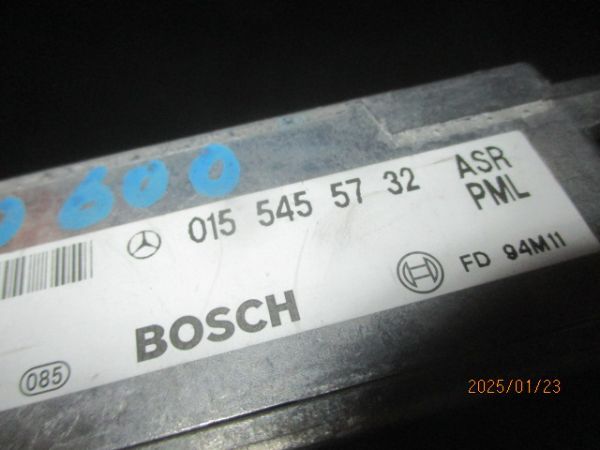 600
015 545 57 32 ASR
PML
BOSCH FD 94M11
085
2025/01/23